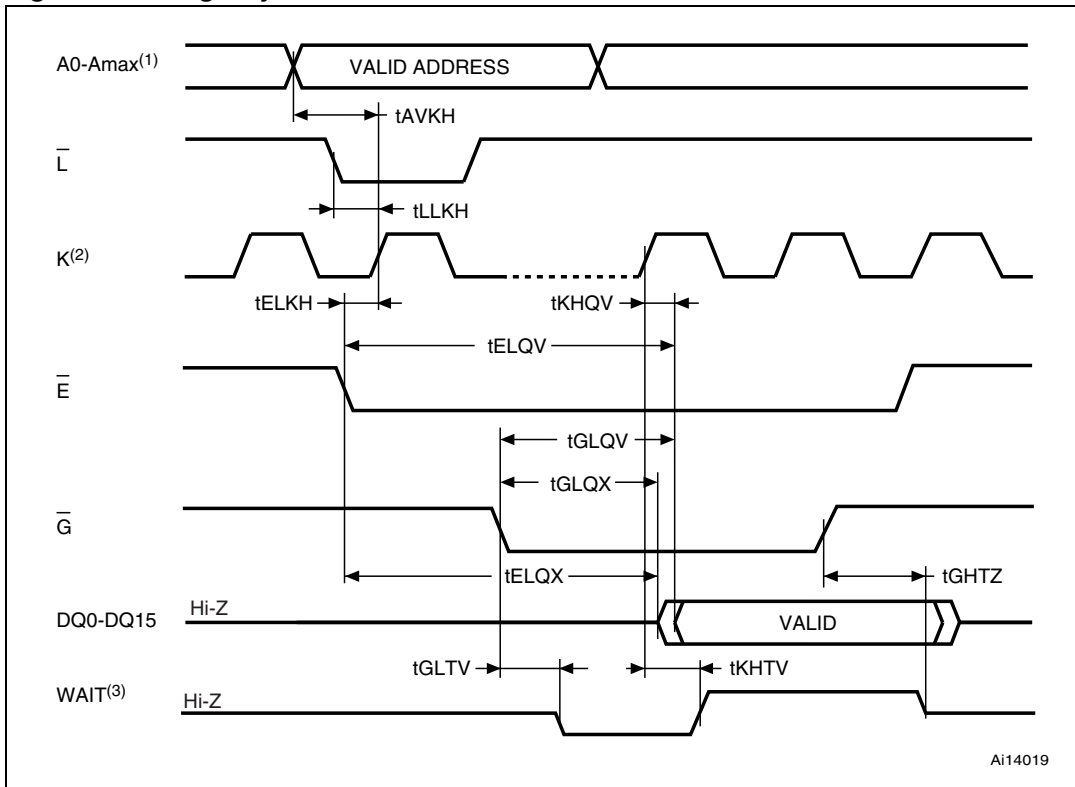 A0-Amax(1)
VALID ADDRESS
tAVKH
L
tLLKH
K(2)
tELKH
tKHQV
tELQV
E
tGLQV
tGLQX
G
tELQX
tGHTZ
DQ0-DQ15
Hi-Z
VALID
tGLTV
tKHTV
WAIT(3)
Hi-Z
Ai14019